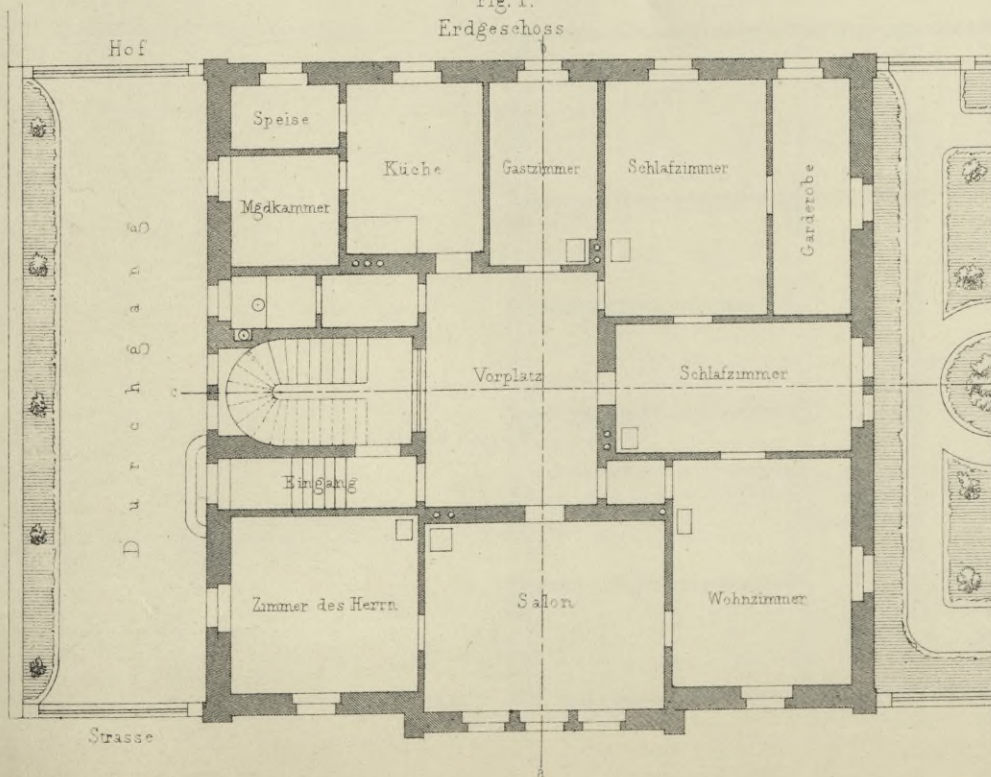 Fig. 1.
Erdgeschoss
b
Hof
Speise
Küche
Gastzimmer
Schlafzimmer
Garderobe
Mgdkammer
Durchgang
Vorplatz
Schlafzimmer
c
Eingang
Zimmer des Herrn
Salon
Wohnzimmer
Strasse
a